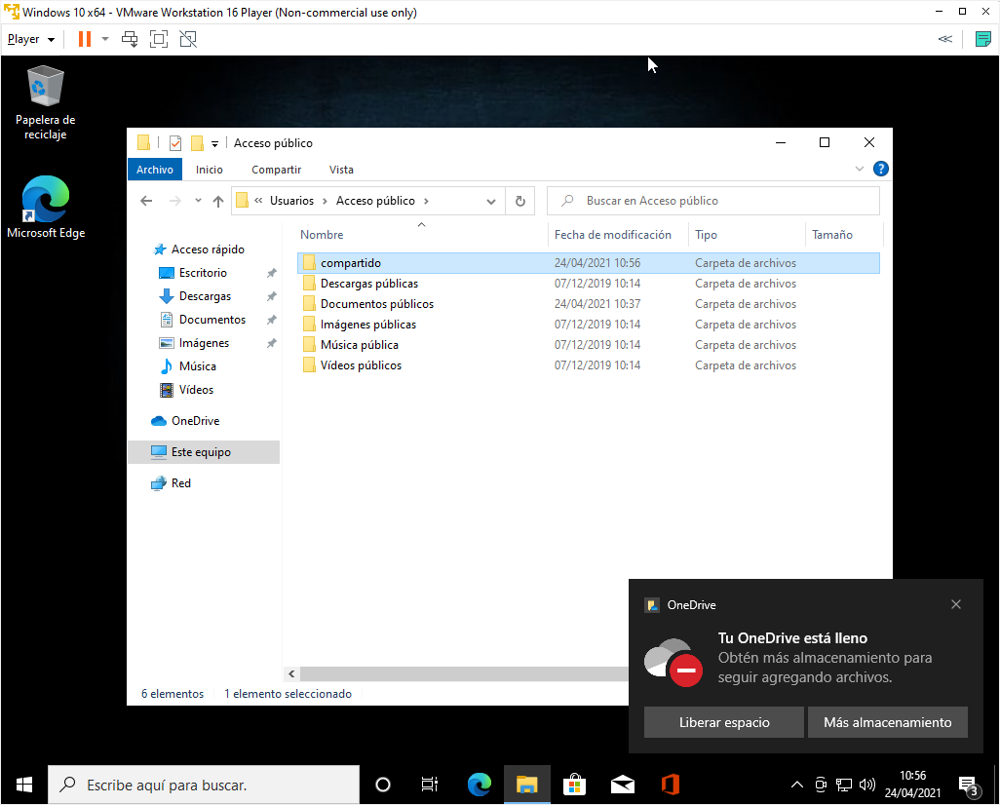 Windows 10 x64 - VMware Workstation 16 Player (Non-commercial use only)
Player
Papelera de
reciclaje
Microsoft Edge
Acceso público
Archivo Inicio Compartir Vista
« Usuarios > Acceso público >
Buscar en Acceso público
Nombre Fecha de modificación Tipo Tamaño
Acceso rápido
Escritorio
Descargas
Documentos
Imágenes
Música
Vídeos
OneDrive
Este equipo
Red
compartido 24/04/2021 10:56 Carpeta de archivos
Descargas públicas 07/12/2019 10:14 Carpeta de archivos
Documentos públicos 24/04/2021 10:37 Carpeta de archivos
Imágenes públicas 07/12/2019 10:14 Carpeta de archivos
Música pública 07/12/2019 10:14 Carpeta de archivos
Vídeos públicos 07/12/2019 10:14 Carpeta de archivos
6 elementos 1 elemento seleccionado
OneDrive
Tu OneDrive está lleno
Obtén más almacenamiento para
seguir agregando archivos.
Liberar espacio Más almacenamiento
Escribe aquí para buscar.
10:56
24/04/2021
3